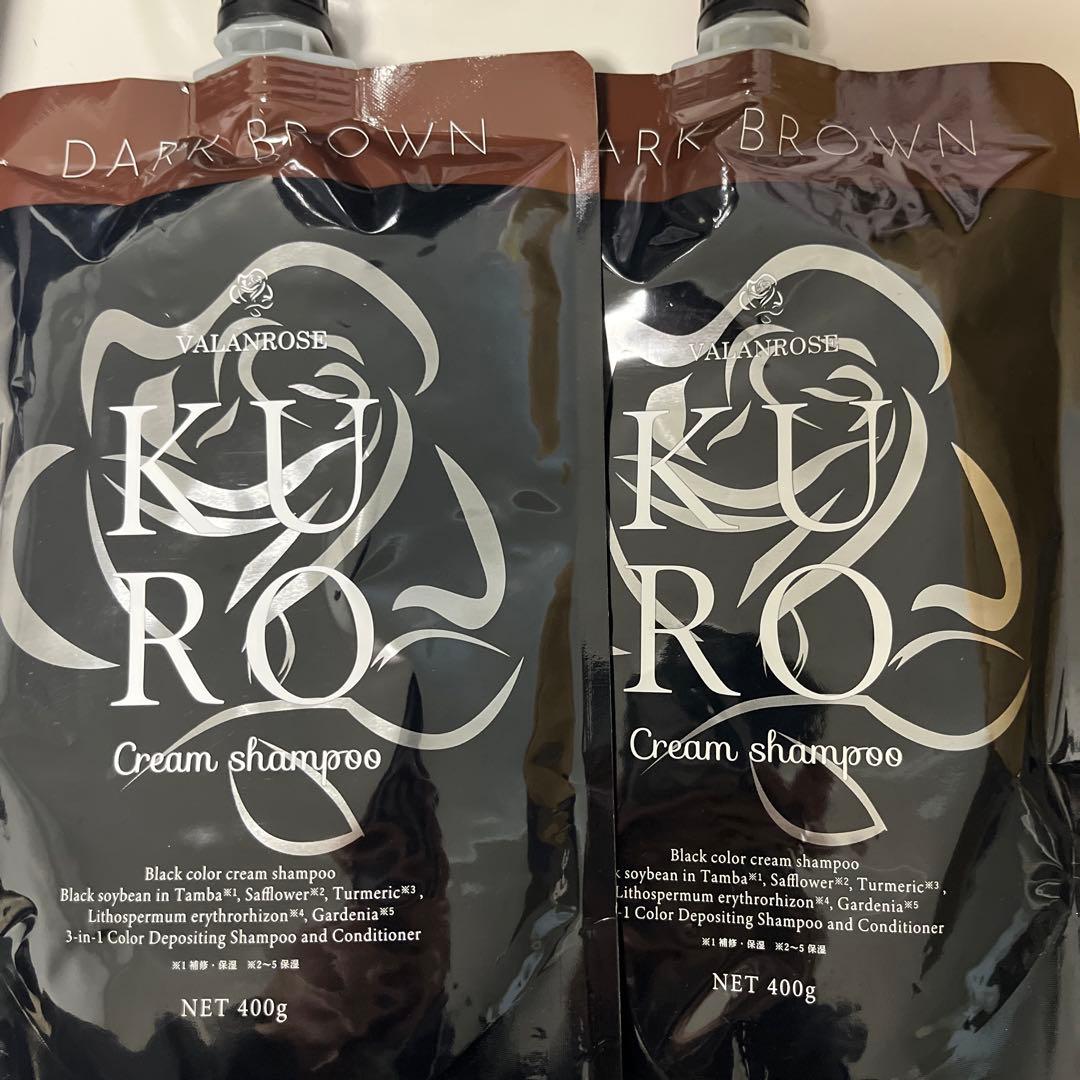 DARK BROWN
VALANROSE
KU
RO
Cream shampoo
Black color cream shampoo
Black soybean in Tamba※1, Safflower※2, Turmeric※3,
Lithospermum erythrorhizon※4, Gardenia※5
3-in-1 Color Depositing Shampoo and Conditioner
※1 補修・保湿 ※2～5 保湿
NET 400g
ARK BROWN
VALANROSE
KU
RO
Cream shampoo
Black color cream shampoo
k soybean in Tamba※1, Safflower※2, Turmeric※3,
Lithospermum erythrorhizon※4, Gardenia※5
-1 Color Depositing Shampoo and Conditioner
※1 補修・保湿 ※2～5 保湿
NET 400g